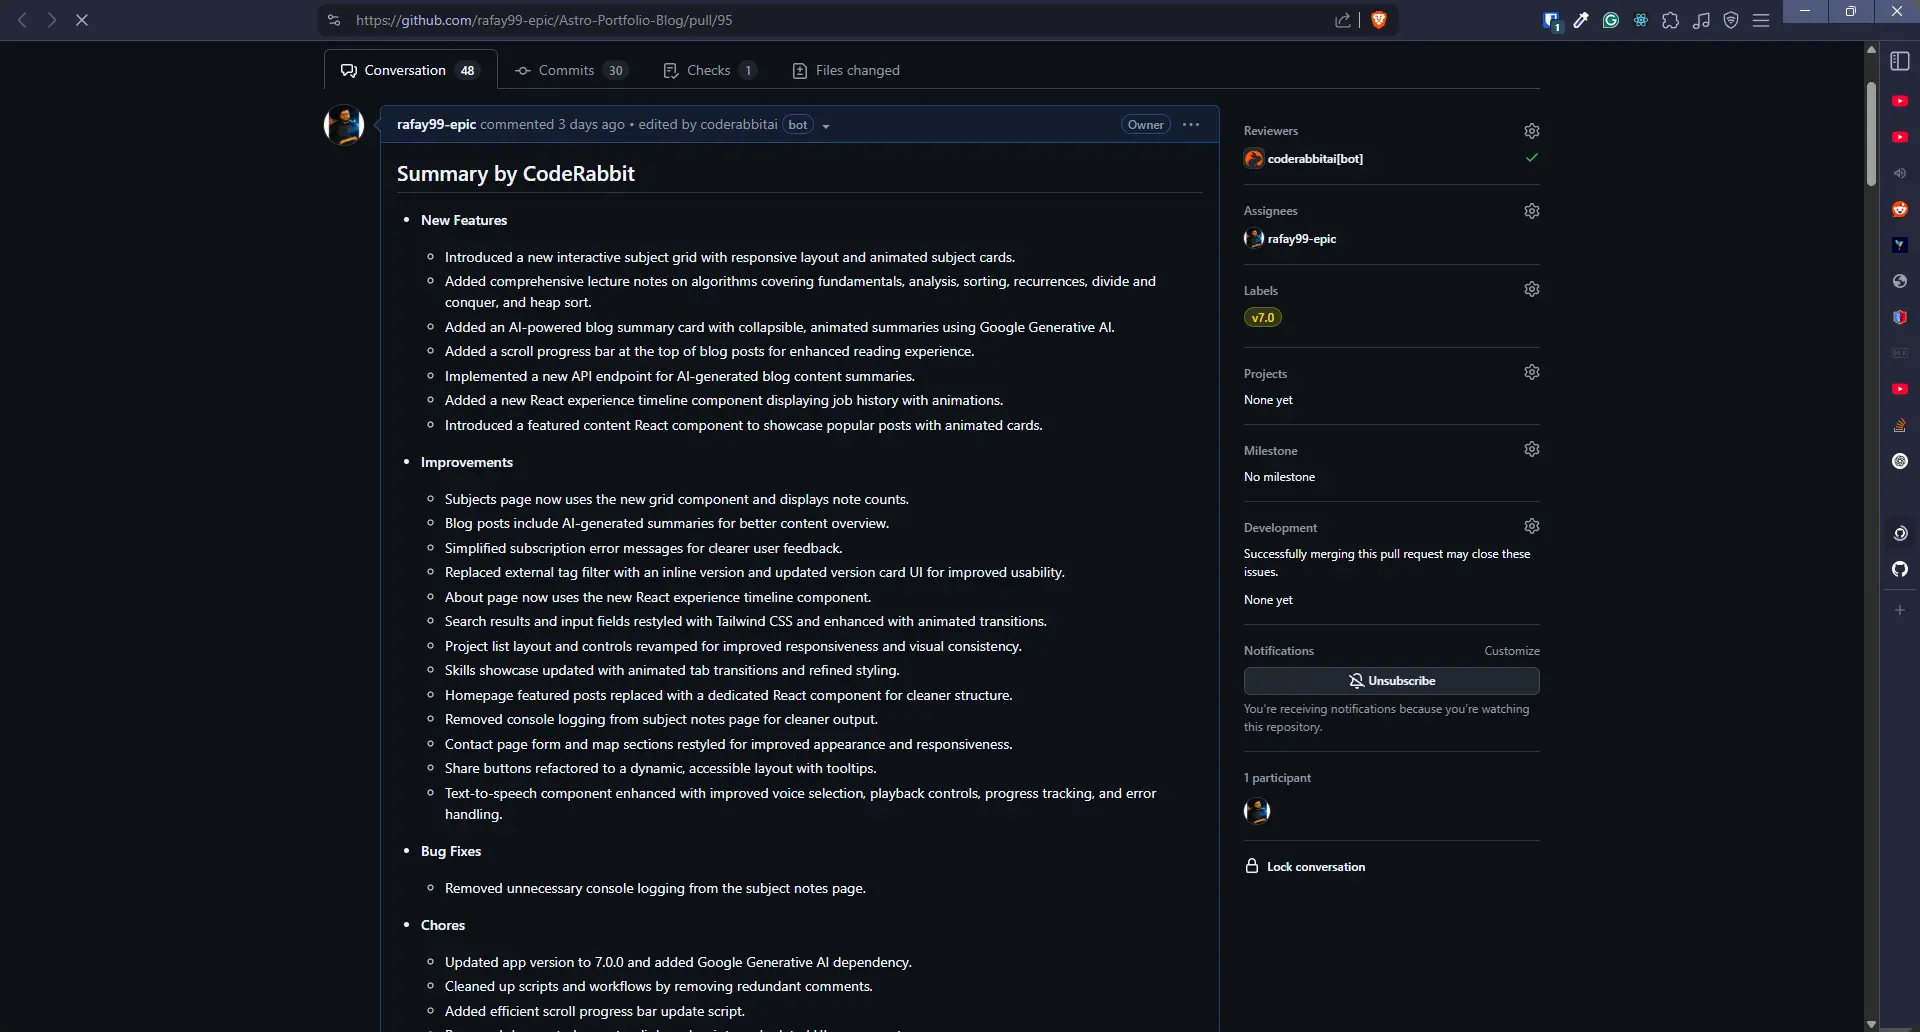 https://github.com/rafay99-epic/Astro-Portfolio-Blog/pull/95
1
Conversation 48
Commits 30
Checks 1
Files changed
rafay99-epic commented 3 days ago • edited by coderabbitai bot
Owner
Summary by CodeRabbit
New Features
Introduced a new interactive subject grid with responsive layout and animated subject cards.
Added comprehensive lecture notes on algorithms covering fundamentals, analysis, sorting, recurrences, divide and
conquer, and heap sort.
Added an AI-powered blog summary card with collapsible, animated summaries using Google Generative AI.
Added a scroll progress bar at the top of blog posts for enhanced reading experience.
Implemented a new API endpoint for AI-generated blog content summaries.
Added a new React experience timeline component displaying job history with animations.
Introduced a featured content React component to showcase popular posts with animated cards.
Improvements
Subjects page now uses the new grid component and displays note counts.
Blog posts include AI-generated summaries for better content overview.
Simplified subscription error messages for clearer user feedback.
Replaced external tag filter with an inline version and updated version card UI for improved usability.
About page now uses the new React experience timeline component.
Search results and input fields restyled with Tailwind CSS and enhanced with animated transitions.
Project list layout and controls revamped for improved responsiveness and visual consistency.
Skills showcase updated with animated tab transitions and refined styling.
Homepage featured posts replaced with a dedicated React component for cleaner structure.
Removed console logging from subject notes page for cleaner output.
Contact page form and map sections restyled for improved appearance and responsiveness.
Share buttons refactored to a dynamic, accessible layout with tooltips.
Text-to-speech component enhanced with improved voice selection, playback controls, progress tracking, and error
handling.
Bug Fixes
Removed unnecessary console logging from the subject notes page.
Chores
Updated app version to 7.0.0 and added Google Generative AI dependency.
Cleaned up scripts and workflows by removing redundant comments.
Added efficient scroll progress bar update script.
Reviewers
coderabbitai[bot]
Assignees
rafay99-epic
Labels
v7.0
Projects
None yet
Milestone
No milestone
Development
Successfully merging this pull request may close these
issues.
None yet
Notifications
Customize
Unsubscribe
You're receiving notifications because you're watching
this repository.
1 participant
Lock conversation